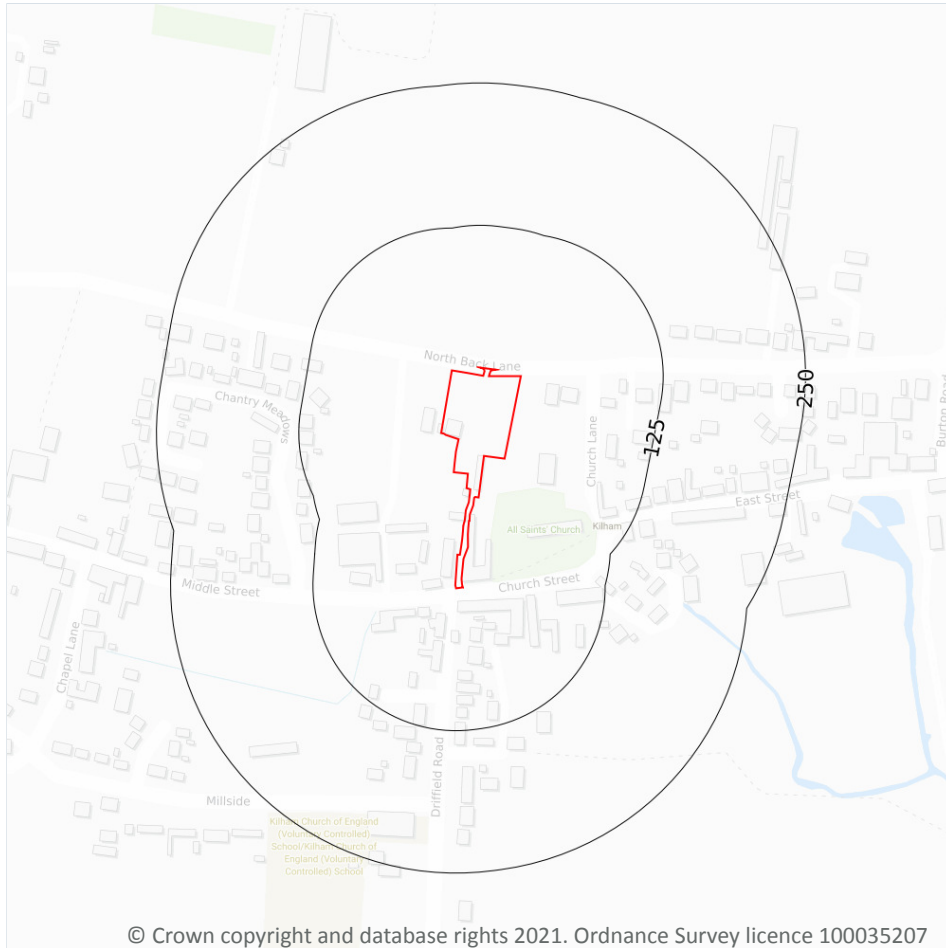 North Back Lane
Chantry Meadows
Church Lane
250
125
Burton Road
East Street
All Saints' Church
Kilham
Church Street
Middle Street
Chapel Lane
Driffield Road
Millside
Kilham Church of England
(Voluntary Controlled)
School/Kilham Church of
England (Voluntary
Controlled) School
© Crown copyright and database rights 2021. Ordnance Survey licence 100035207